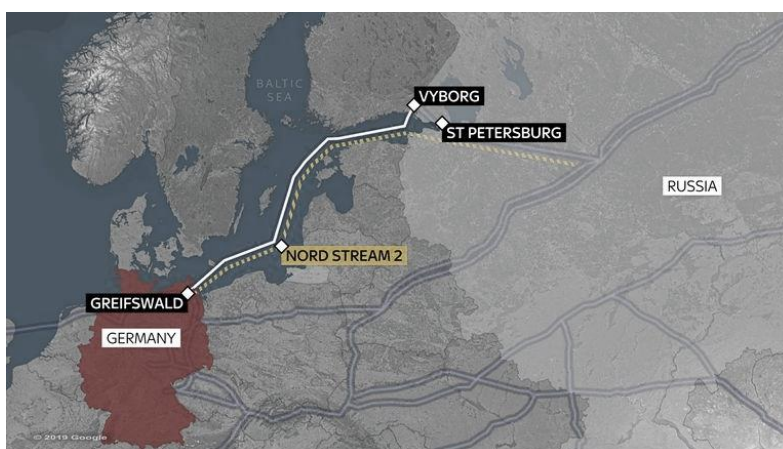 BALTIC
SEA
VYBORG
ST PETERSBURG
RUSSIA
NORD STREAM 2
GREIFSWALD
GERMANY
© 2019 Google